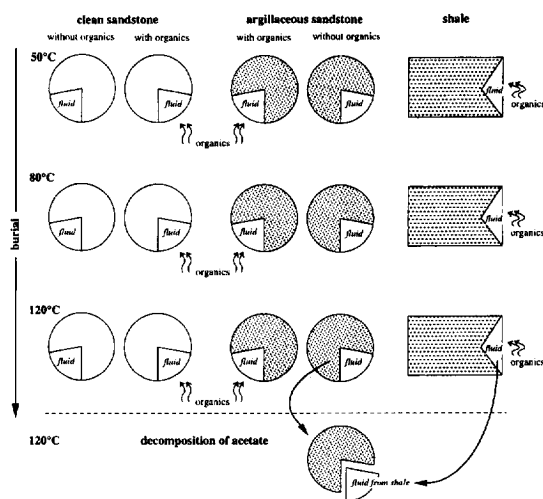 clean sandstone argillaceous sandstone shale
without organics with organics with organics without organics
50°C
fluid fluid fluid fluid fluid
organics
organics
80°C
fluid fluid fluid fluid fluid
organics
organics
burial
120°C
fluid fluid fluid fluid fluid
organics
organics
120°C decomposition of acetate
fluid from shale